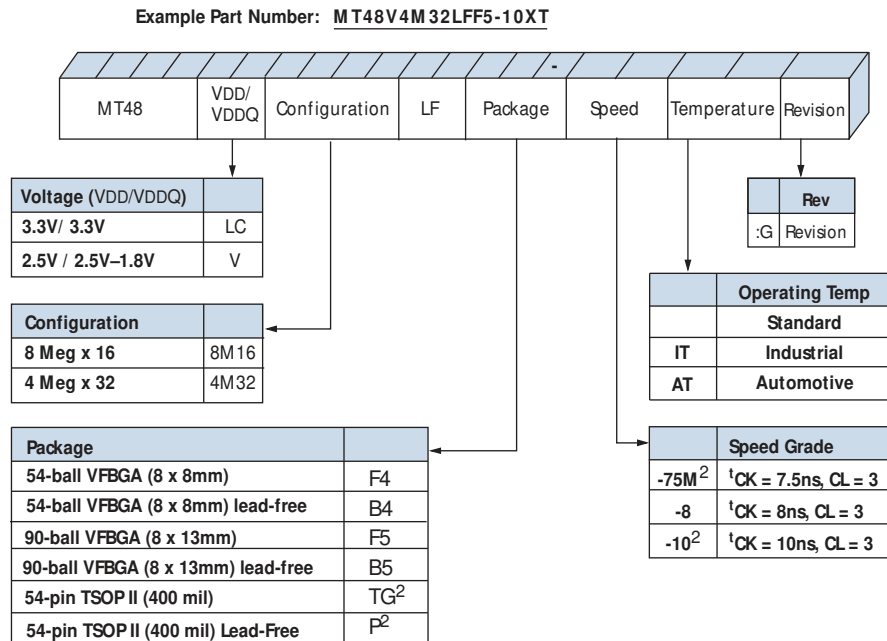 Example Part Number: MT48V4M32LFF5-10XT
-
MT48
VDD/
VDDQ
Configuration
LF
Package
Speed
Temperature
Revision
Voltage (VDD/VDDQ)
3.3V/ 3.3V LC
2.5V / 2.5V–1.8V V
Rev
:G Revision
Configuration
8 Meg x 16 8M16
4 Meg x 32 4M32
Operating Temp
Standard
IT Industrial
AT Automotive
Package
54-ball VFBGA (8 x 8mm) F4
54-ball VFBGA (8 x 8mm) lead-free B4
90-ball VFBGA (8 x 13mm) F5
90-ball VFBGA (8 x 13mm) lead-free B5
54-pin TSOP II (400 mil) TG2
54-pin TSOP II (400 mil) Lead-Free P2
Speed Grade
-75M2 tCK = 7.5ns, CL = 3
-8 tCK = 8ns, CL = 3
-102 tCK = 10ns, CL = 3